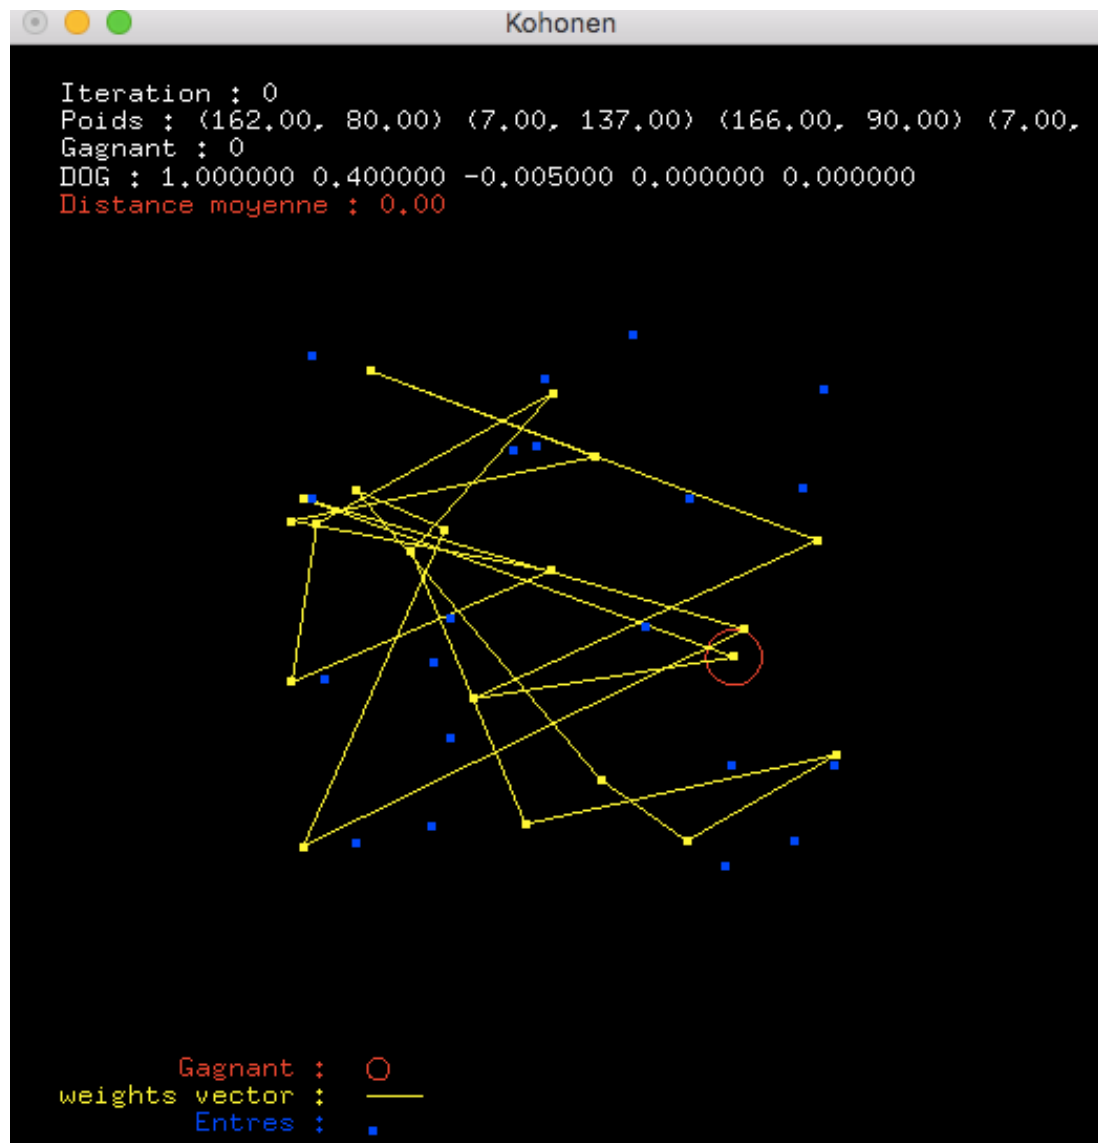 Kohonen
Iteration : 0
Poids : (162.00, 80.00) (7.00, 137.00) (166.00, 90.00) (7.00,
Gagnant : 0
DOG : 1.000000 0.400000 -0.005000 0.000000 0.000000
Distance moyenne : 0.00
Gagnant :
weights vector :
Entres :